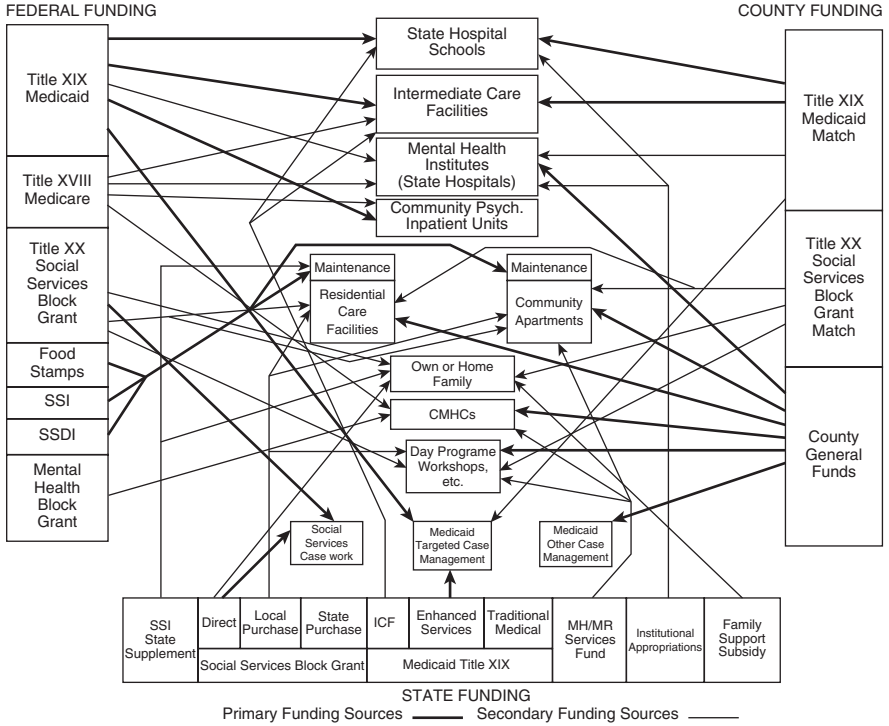 FEDERAL FUNDING
COUNTY FUNDING
Title XIX
Medicaid
Title XVIII
Medicare
Title XX
Social
Services
Block
Grant
Food
Stamps
SSI
SSDI
Mental
Health
Block
Grant
State Hospital
Schools
Intermediate Care
Facilities
Mental Health
Institutes
(State Hospitals)
Community Psych.
Inpatient Units
Maintenance
Residential
Care
Facilities
Maintenance
Community
Apartments
Own or Home
Family
CMHCs
Day Programe
Workshops,
etc.
Social
Services
Case work
Medicaid
Targeted Case
Management
Medicaid
Other Case
Management
Title XIX
Medicaid
Match
Title XX
Social
Services
Block
Grant
Match
County
General
Funds
SSI
State
Supplement
Direct
Local
Purchase
State
Purchase
Social Services Block Grant
ICF
Enhanced
Services
Traditional
Medical
Medicaid Title XIX
MH/MR
Services
Fund
Institutional
Appropriations
Family
Support
Subsidy
STATE FUNDING
Primary Funding Sources
Secondary Funding Sources